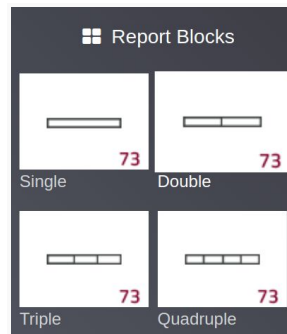 Report Blocks
73
73
Single
Double
73
73
Triple
Quadruple